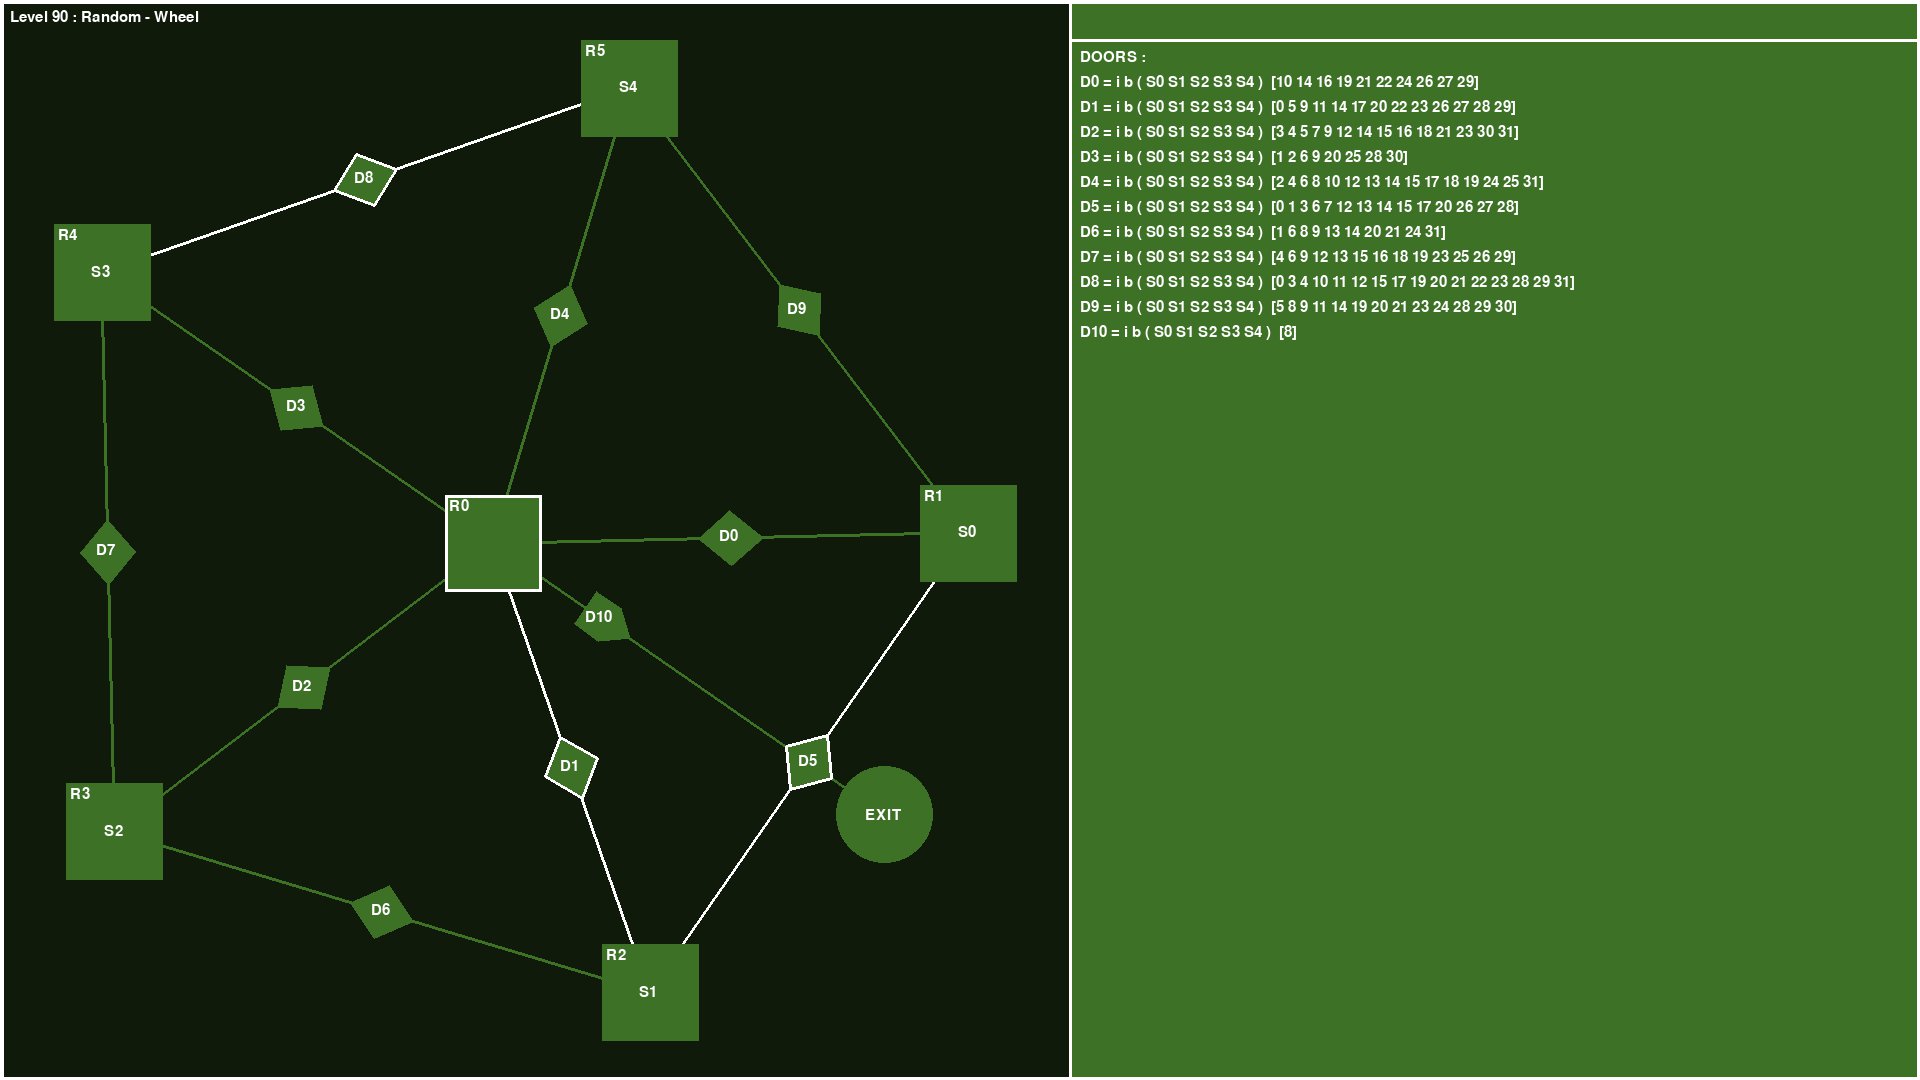 Level 90 : Random - Wheel
R5
S4
D8
R4
S3
D4
D9
D3
R0
R1
S0
D0
D7
D10
D2
D1
D5
R3
S2
EXIT
D6
R2
S1
DOORS :
D0 = i b ( S0 S1 S2 S3 S4 ) [10 14 16 19 21 22 24 26 27 29]
D1 = i b ( S0 S1 S2 S3 S4 ) [0 5 9 11 14 17 20 22 23 26 27 28 29]
D2 = i b ( S0 S1 S2 S3 S4 ) [3 4 5 7 9 12 14 15 16 18 21 23 30 31]
D3 = i b ( S0 S1 S2 S3 S4 ) [1 2 6 9 20 25 28 30]
D4 = i b ( S0 S1 S2 S3 S4 ) [2 4 6 8 10 12 13 14 15 17 18 19 24 25 31]
D5 = i b ( S0 S1 S2 S3 S4 ) [0 1 3 6 7 12 13 14 15 17 20 26 27 28]
D6 = i b ( S0 S1 S2 S3 S4 ) [1 6 8 9 13 14 20 21 24 31]
D7 = i b ( S0 S1 S2 S3 S4 ) [4 6 9 12 13 15 16 18 19 23 25 26 29]
D8 = i b ( S0 S1 S2 S3 S4 ) [0 3 4 10 11 12 15 17 19 20 21 22 23 28 29 31]
D9 = i b ( S0 S1 S2 S3 S4 ) [5 8 9 11 14 19 20 21 23 24 28 29 30]
D10 = i b ( S0 S1 S2 S3 S4 ) [8]